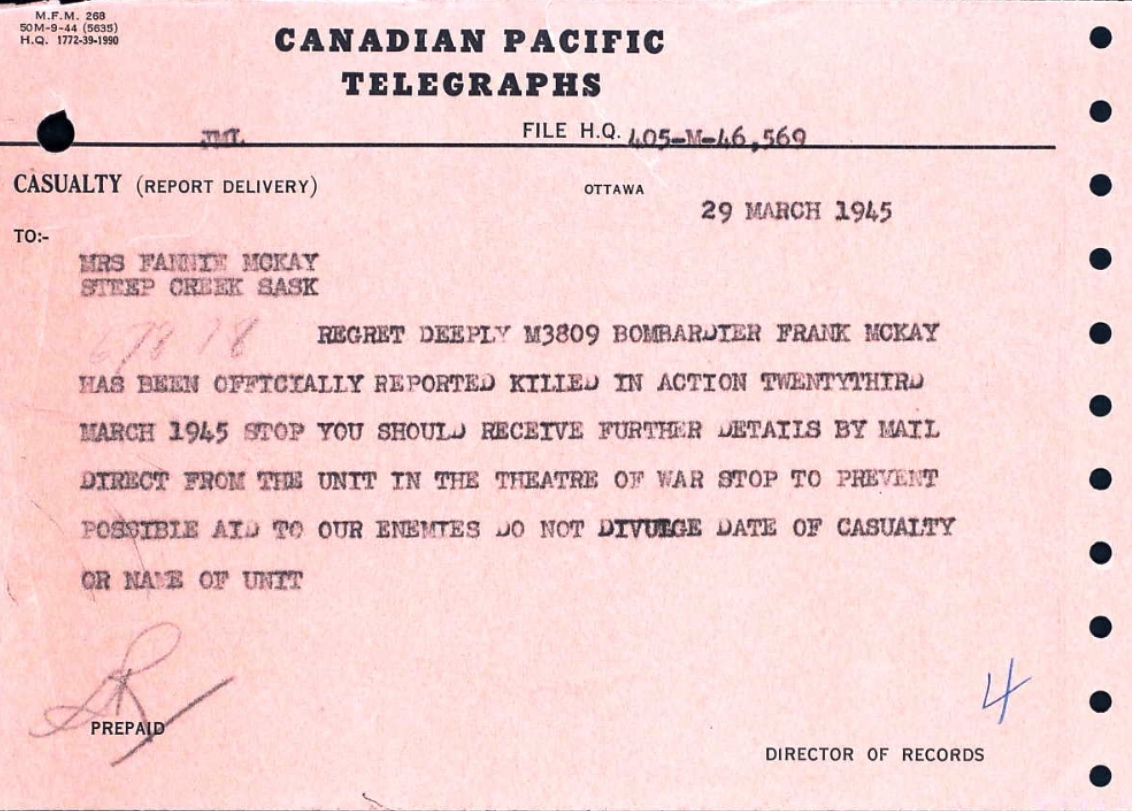 M.F.M. 268
50M-9-44 (5635)
H.Q. 1772-39-1990
CANADIAN PACIFIC
TELEGRAPHS
JML
FILE H.Q. 405-M-46,569
CASUALTY (REPORT DELIVERY)
OTTAWA
29 MARCH 1945
TO:-
MRS FANNIE MCKAY
STEEP CREEK SASK
REGRET DEEPLY M3809 BOMBARDIER FRANK MCKAY
HAS BEEN OFFICIALLY REPORTED KILLED IN ACTION TWENTYTHIRD
MARCH 1945 STOP YOU SHOULD RECEIVE FURTHER DETAILS BY MAIL
DIRECT FROM THE UNIT IN THE THEATRE OF WAR STOP TO PREVENT
POSSIBLE AID TO OUR ENEMIES DO NOT DIVULGE DATE OF CASUALTY
OR NAME OF UNIT
PREPAID
4
DIRECTOR OF RECORDS